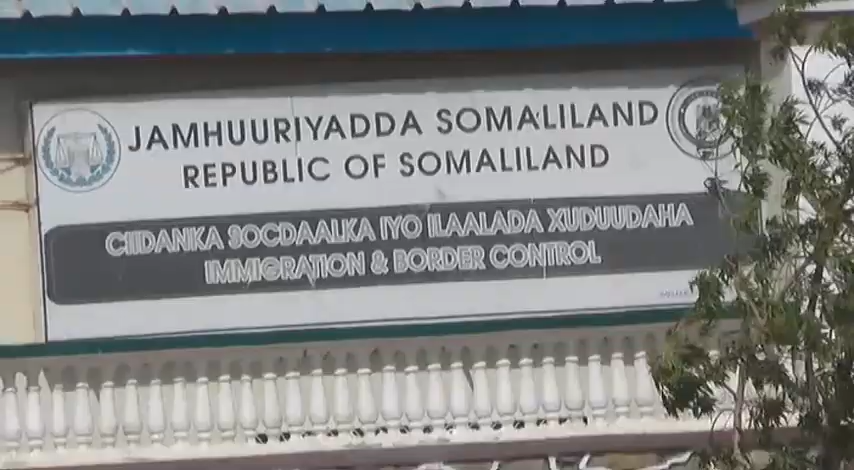 JAMHUURIYADDA SOMALILAND
REPUBLIC OF SOMALILAND
CIIDANKA SOCDAALKA IYO ILAALADA XUDUUDAHA
IMMIGRATION & BORDER CONTROL